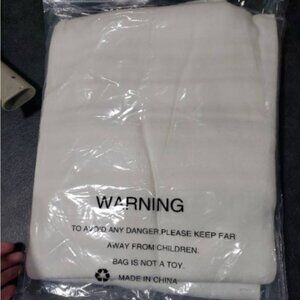 WARNING
TO AVOID ANY DANGER,PLEASE KEEP FAR
AWAY FROM CHILDREN.
BAG IS NOT A TOY.
MADE IN CHINA